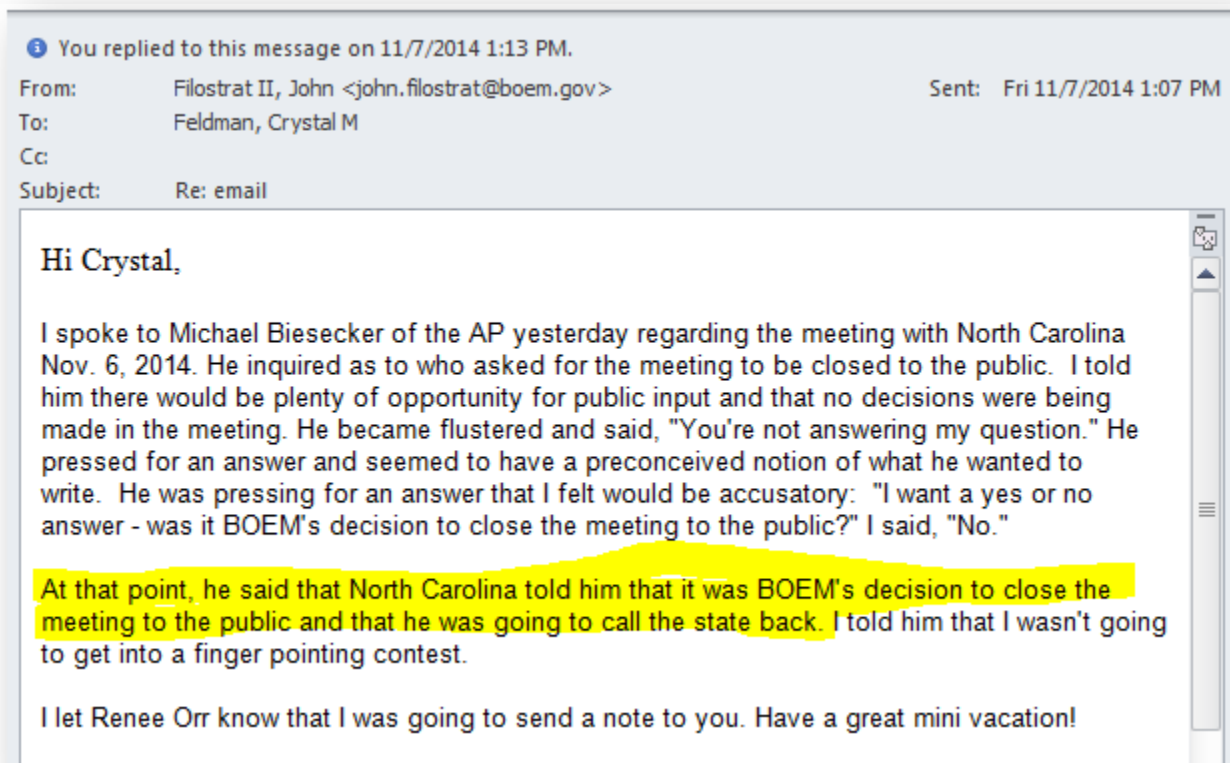 You replied to this message on 11/7/2014 1:13 PM.
From: Filostrat II, John <john.filostrat@boem.gov> Sent: Fri 11/7/2014 1:07 PM
To: Feldman, Crystal M
Cc:
Subject: Re: email
Hi Crystal,
I spoke to Michael Biesecker of the AP yesterday regarding the meeting with North Carolina
Nov. 6, 2014. He inquired as to who asked for the meeting to be closed to the public.  I told
him there would be plenty of opportunity for public input and that no decisions were being
made in the meeting. He became flustered and said, "You're not answering my question." He
pressed for an answer and seemed to have a preconceived notion of what he wanted to
write.  He was pressing for an answer that I felt would be accusatory:  "I want a yes or no
answer - was it BOEM's decision to close the meeting to the public?" I said, "No."
At that point, he said that North Carolina told him that it was BOEM's decision to close the
meeting to the public and that he was going to call the state back. I told him that I wasn't going
to get into a finger pointing contest.
I let Renee Orr know that I was going to send a note to you. Have a great mini vacation!